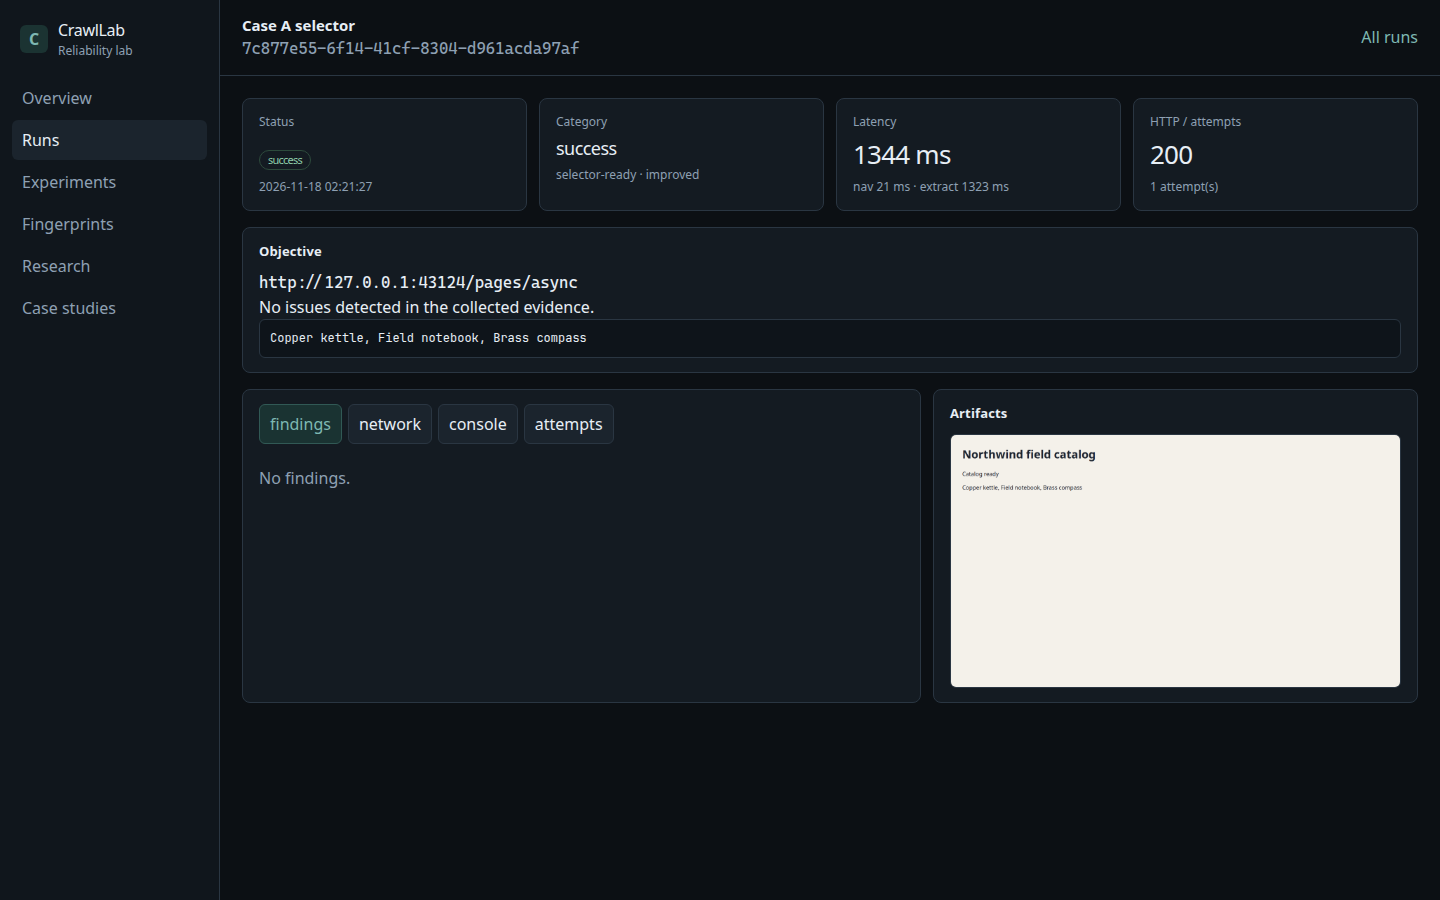 C
CrawlLab
Reliability lab
Overview
Runs
Experiments
Fingerprints
Research
Case studies
Case A selector
7c877e55-6f14-41cf-8304-d961acda97af
All runs
Status
success
2026-11-18 02:21:27
Category
success
selector-ready · improved
Latency
1344 ms
nav 21 ms · extract 1323 ms
HTTP / attempts
200
1 attempt(s)
Objective
http://127.0.0.1:43124/pages/async
No issues detected in the collected evidence.
Copper kettle, Field notebook, Brass compass
findings network console attempts
No findings.
Artifacts
Northwind field catalog
Catalog ready
Copper kettle, Field notebook, Brass compass